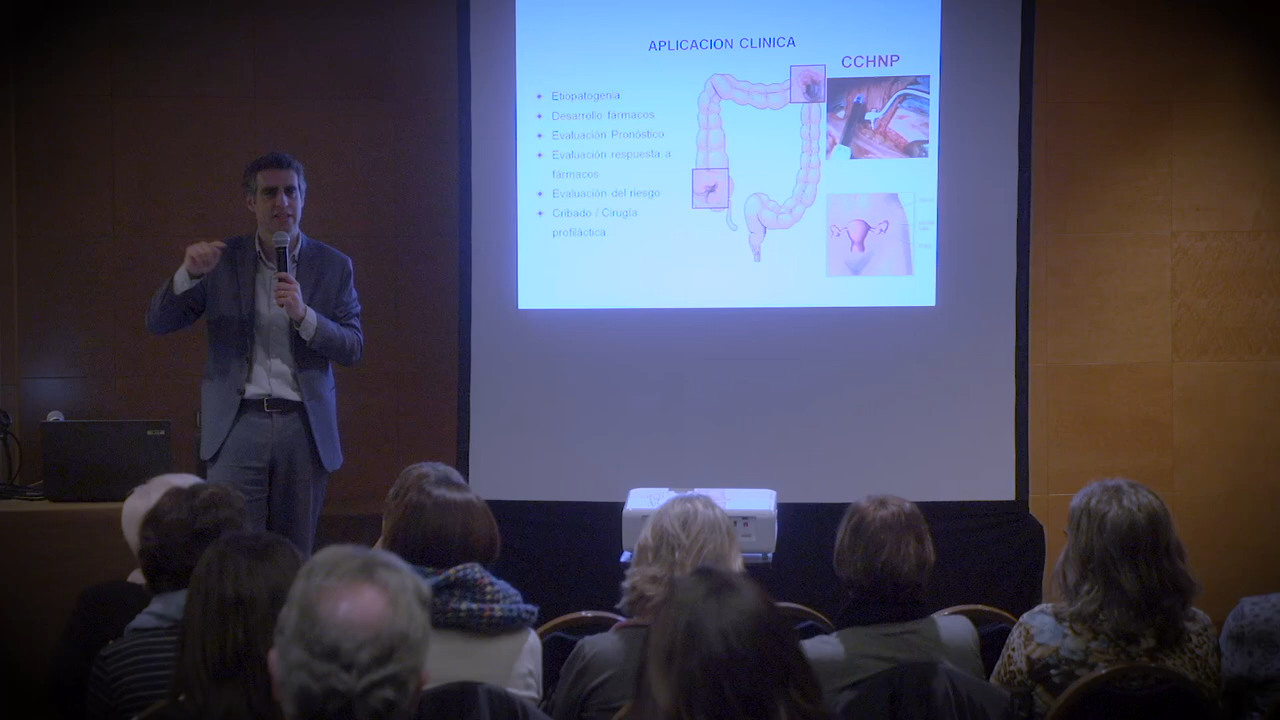 APLICACION CLINICA
CCHNP
Etiopatogenia
Desarrollo fármacos
Evaluación Pronóstico
Evaluación respuesta a
fármacos
Evaluación del riesgo
Cribado / Cirugía
profiláctica